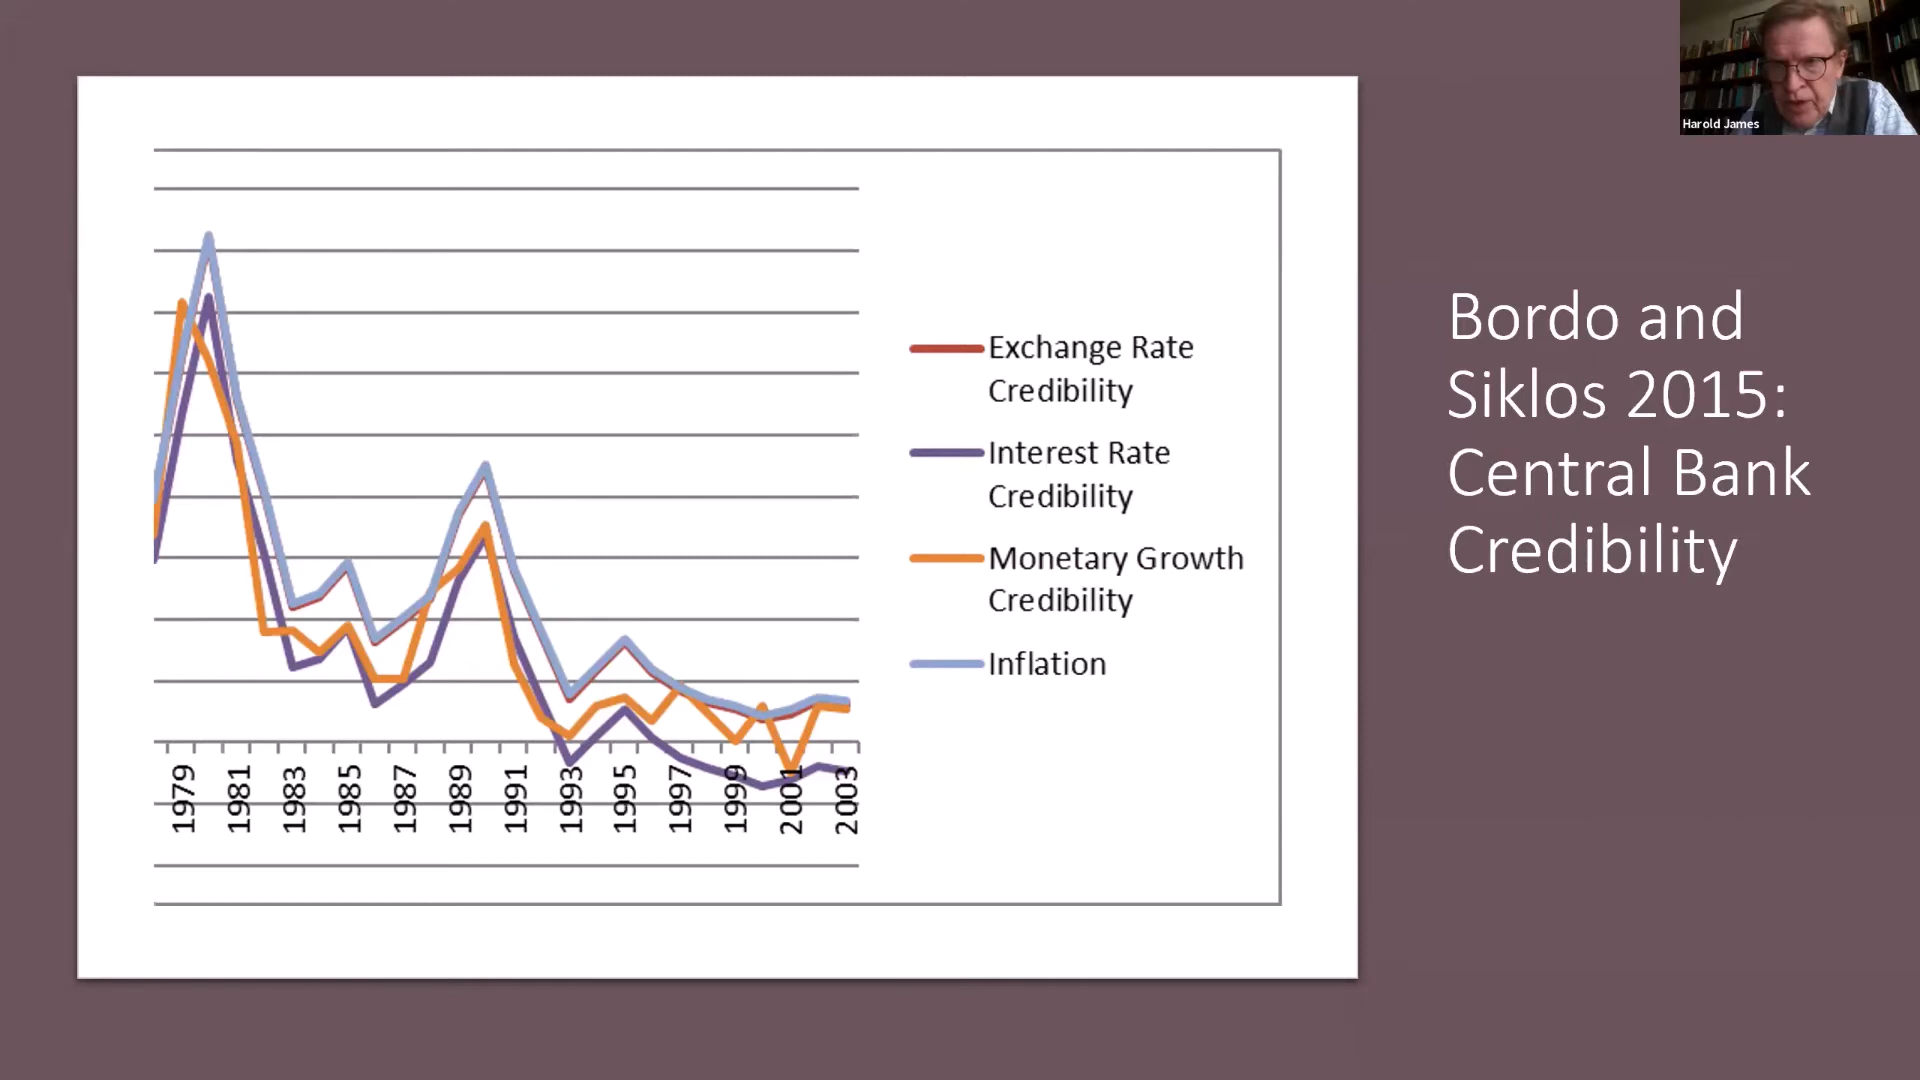 Harold James
Exchange Rate
Credibility
Interest Rate
Credibility
Monetary Growth
Credibility
Inflation
1979
1981
1983
1985
1987
1989
1991
1993
1995
1997
1999
2001
2003
Bordo and
Siklos 2015:
Central Bank
Credibility